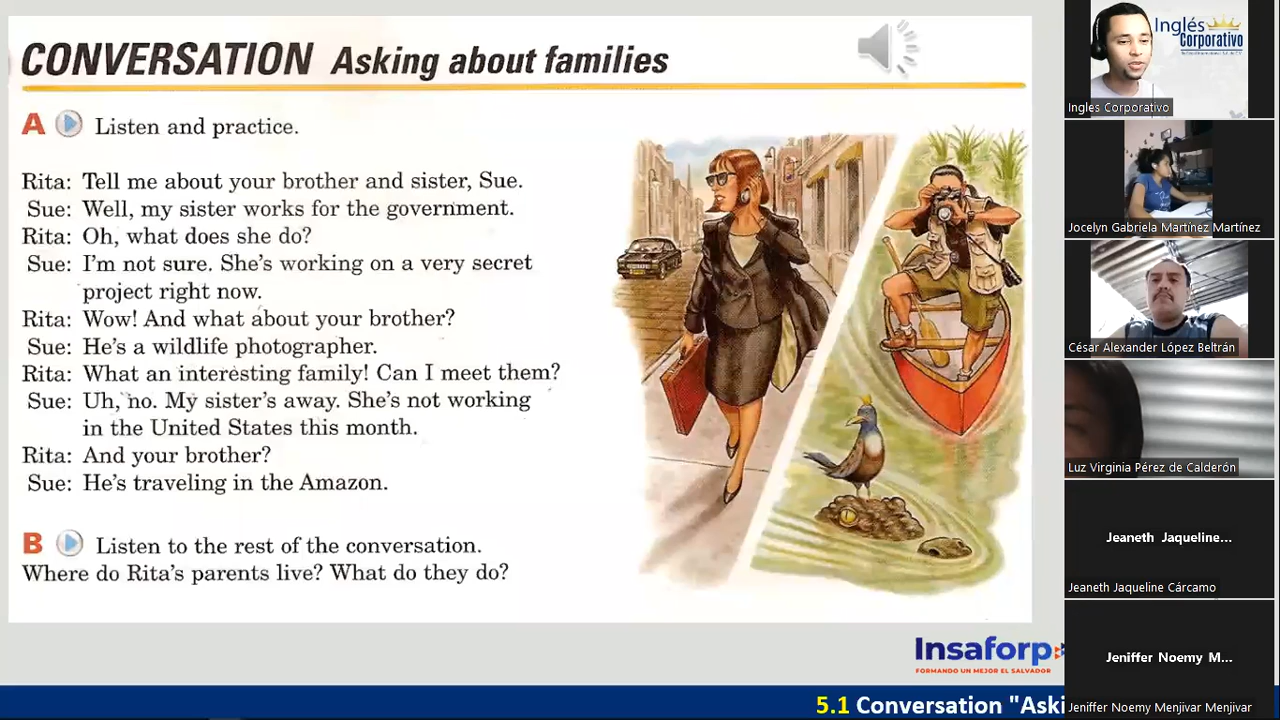 CONVERSATION Asking about families
A Listen and practice.
Rita: Tell me about your brother and sister, Sue.
Sue: Well, my sister works for the government.
Rita: Oh, what does she do?
Sue: I'm not sure. She's working on a very secret
project right now.
Rita: Wow! And what about your brother?
Sue: He's a wildlife photographer.
Rita: What an interesting family! Can I meet them?
Sue: Uh, no. My sister's away. She's not working
in the United States this month.
Rita: And your brother?
Sue: He's traveling in the Amazon.
B Listen to the rest of the conversation.
Where do Rita's parents live? What do they do?
Insaforp
FORMANDO UN MEJOR EL SALVADOR
5.1 Conversation "Aski
Inglés
Corporativo
Ingles Corporativo
Jocelyn Gabriela Martínez Martínez
César Alexander López Beltrán
Luz Virginia Pérez de Calderón
Jeaneth Jaqueline...
Jeaneth Jaqueline Cárcamo
Jeniffer Noemy M...
Jeniffer Noemy Menjivar Menjivar